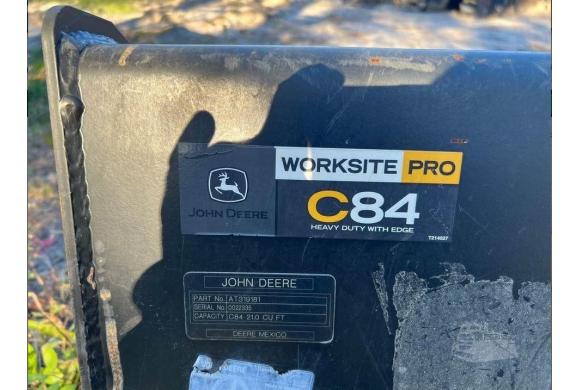 WORKSITE PRO
JOHN DEERE
C84
HEAVY DUTY WITH EDGE
T214627
JOHN DEERE
PART No. AT319181
SERIAL No. 0022335
CAPACITY C84 21.0 CU FT
DEERE MEXICO